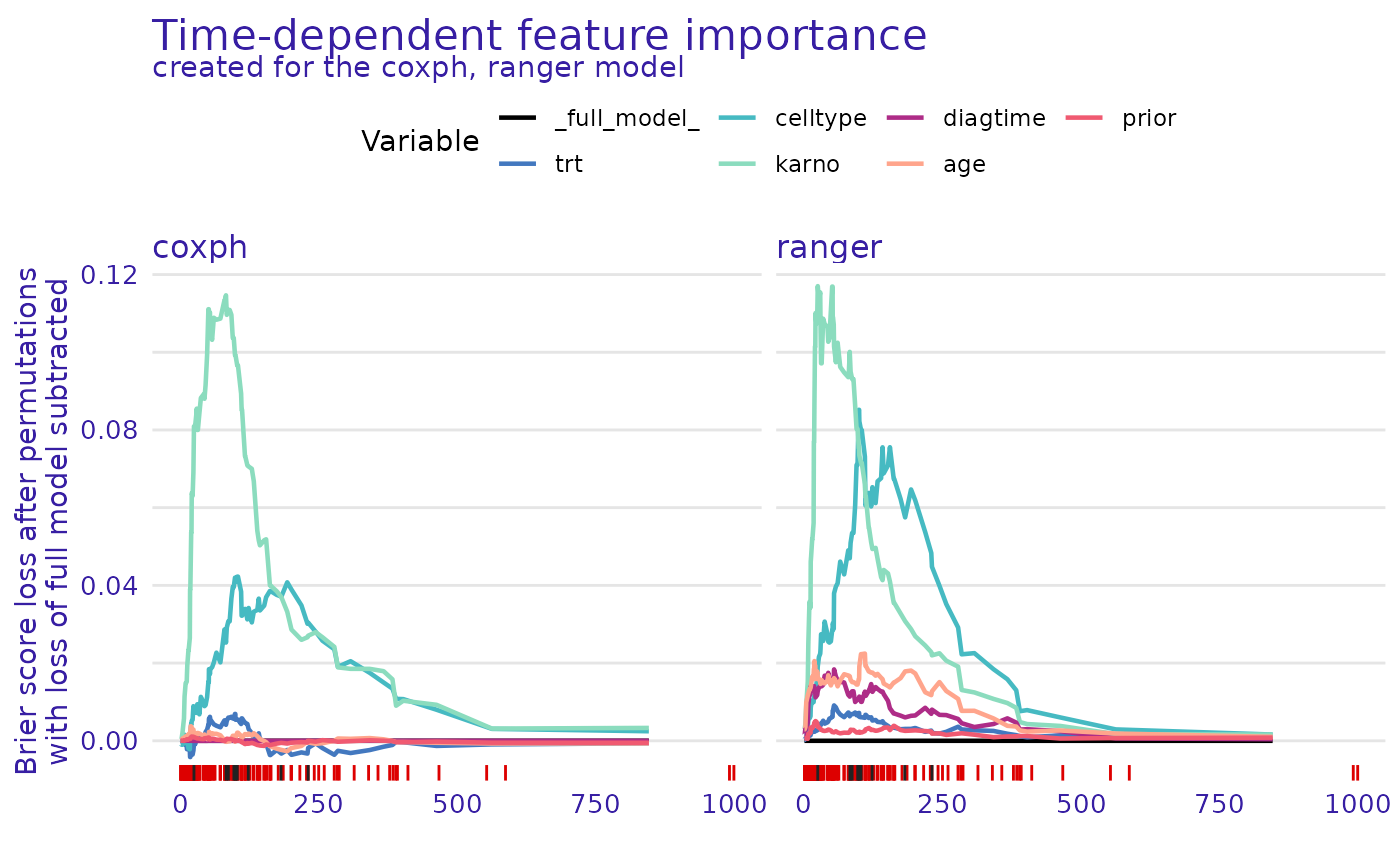 Time-dependent feature importance
created for the coxph, ranger model
Variable
_full_model_ celltype diagtime prior
trt karno age
coxph ranger
Brier score loss after permutations
with loss of full model subtracted
0.12
0.08
0.04
0.00
0 250 500 750 1000 0 250 500 750 1000